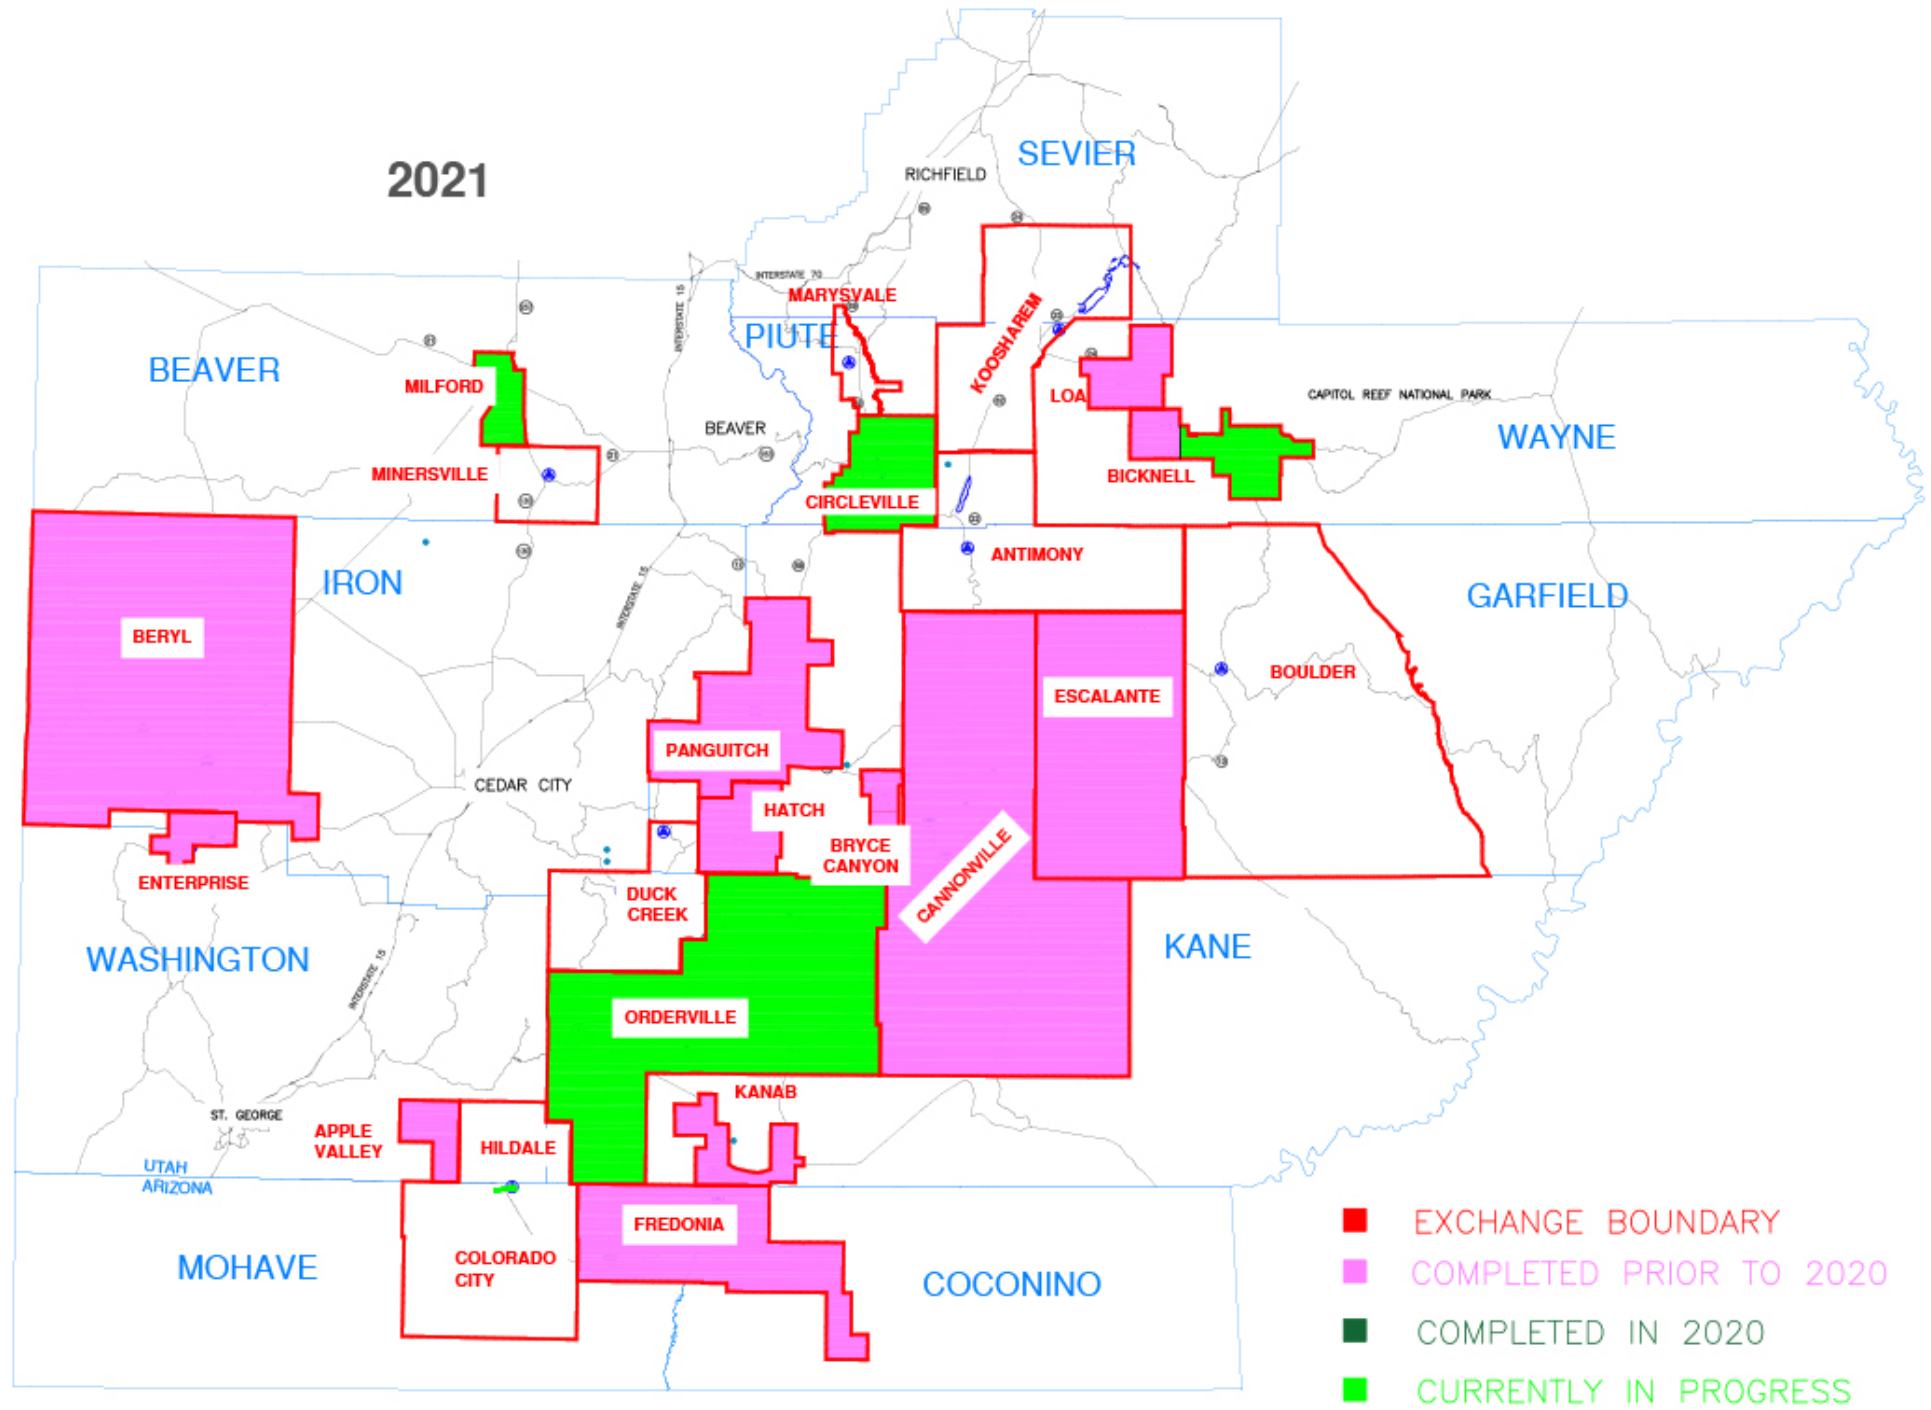 2021
SEVIER
RICHFIELD
INTERSTATE 70
INTERSTATE 15
MARYSVALE
PIUTE
KOOSHAREM
BEAVER
MILFORD
LOA
CAPITOL REEF NATIONAL PARK
BEAVER
WAYNE
MINERSVILLE
BICKNELL
CIRCLEVILLE
ANTIMONY
IRON
INTERSTATE 15
GARFIELD
BERYL
BOULDER
ESCALANTE
PANGUITCH
CEDAR CITY
HATCH
BRYCE
CANYON
CANNONVILLE
ENTERPRISE
DUCK
CREEK
WASHINGTON
INTERSTATE 15
KANE
ORDERVILLE
KANAB
ST. GEORGE
APPLE
VALLEY
HILDALE
UTAH
ARIZONA
FREDONIA
MOHAVE
COLORADO
CITY
COCONINO
EXCHANGE BOUNDARY
COMPLETED PRIOR TO 2020
COMPLETED IN 2020
CURRENTLY IN PROGRESS